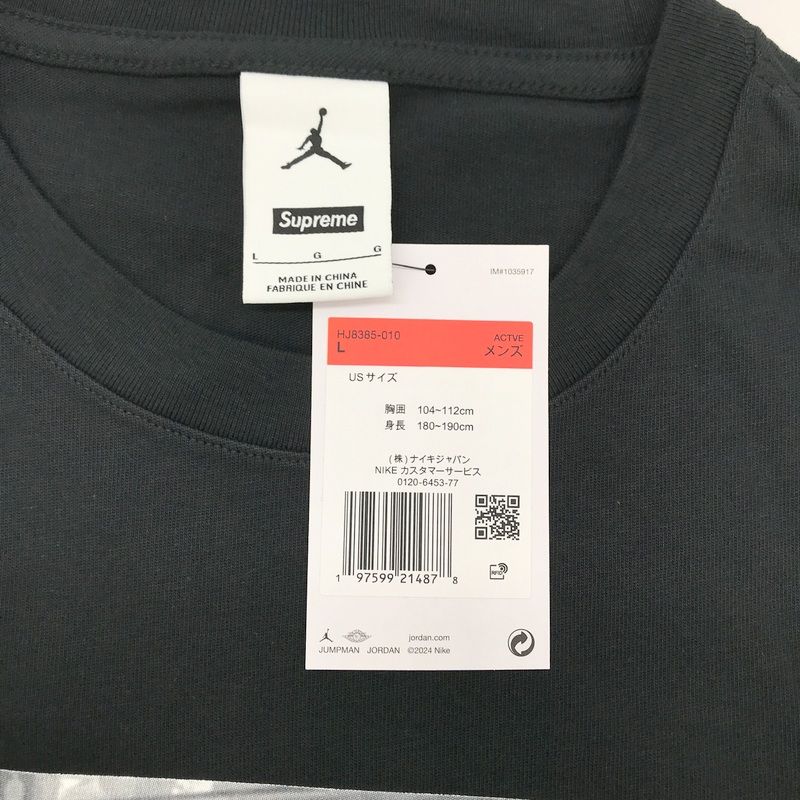 Supreme
L G G
MADE IN CHINA
FABRIQUE EN CHINE
IM#1035917
HJ8385-010
L
ACTVE
メンズ
US サイズ
胸囲 104~112cm
身長 180~190cm
(株)ナイキジャパン
NIKE カスタマーサービス
0120-6453-77
1 97599 21487 8
RFID
jordan.com
JUMPMAN JORDAN ©2024 Nike